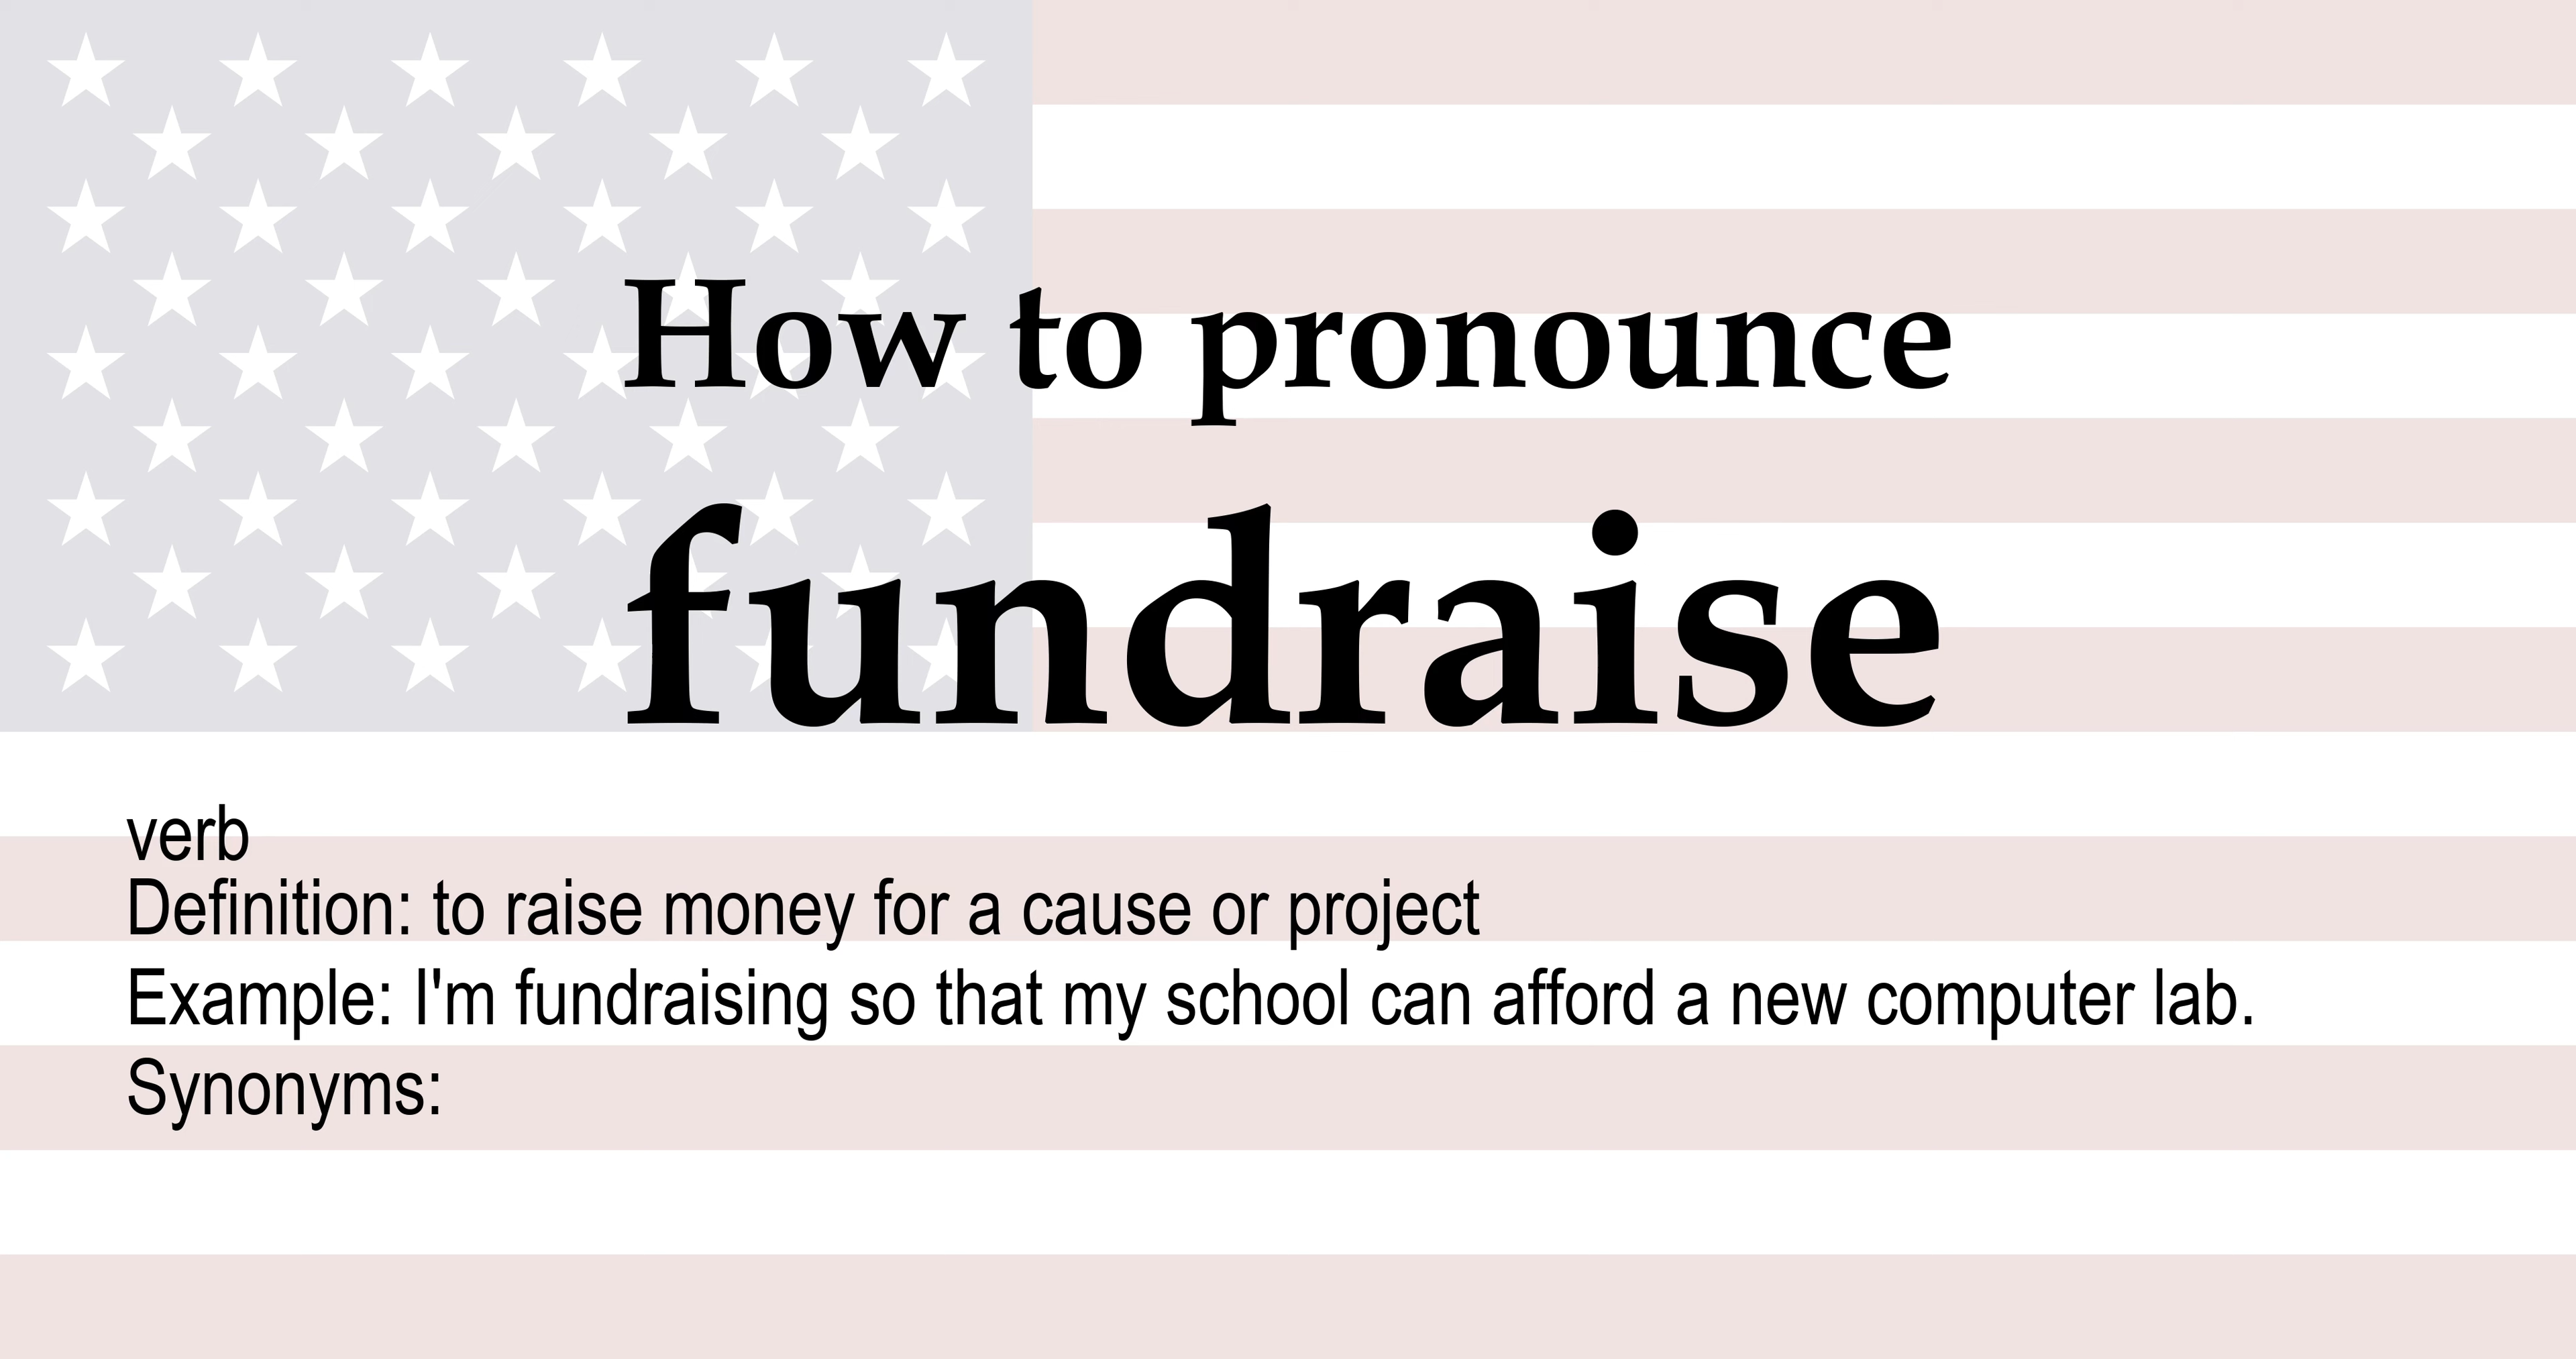 How to pronounce
fundraise
verb
Definition: to raise money for a cause or project
Example: I'm fundraising so that my school can afford a new computer lab.
Synonyms: